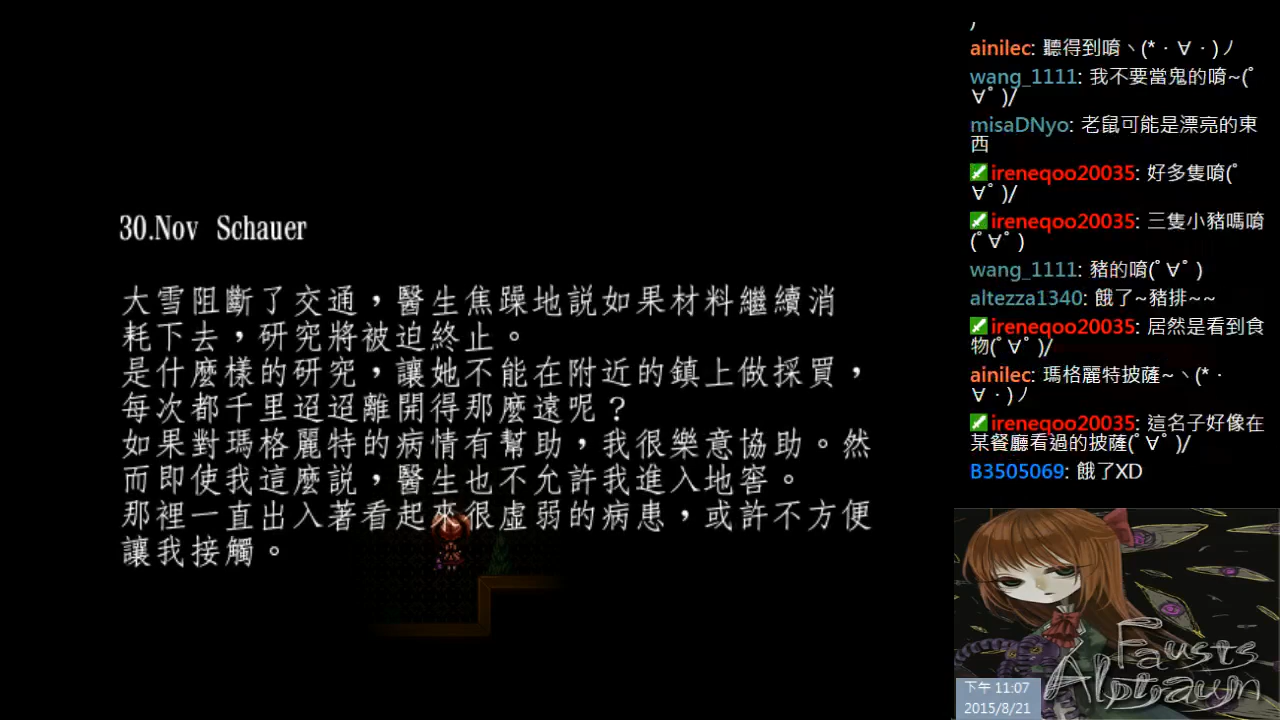 30.Nov Schauer
大雪阻斷了交通，醫生焦躁地説如果材料繼續消
耗下去，研究將被迫終止。
是什麼樣的研究，讓她不能在附近的鎮上做採買，
每次都千里迢迢離開得那麼遠呢？
如果對瑪格麗特的病情有幫助，我很樂意協助。然
而即使我這麼説，醫生也不允許我進入地窖。
那裡一直出入著看起來很虛弱的病患，或許不方便
讓我接觸。
ainilec: 聽得到唷ヽ(*・∀・)ノ
wang_1111: 我不要當鬼的唷~(ﾟ
∀ﾟ)/
misaDNyo: 老鼠可能是漂亮的東
西
ireneqoo20035: 好多隻唷(ﾟ
∀ﾟ)/
ireneqoo20035: 三隻小豬嗎唷
(ﾟ∀ﾟ)
wang_1111: 豬的唷(ﾟ∀ﾟ)
altezza1340: 餓了~豬排~~
ireneqoo20035: 居然是看到食
物(ﾟ∀ﾟ)/
ainilec: 瑪格麗特披薩~ヽ(*・
∀・)ノ
ireneqoo20035: 這名子好像在
某餐廳看過的披薩(ﾟ∀ﾟ)/
B3505069: 餓了XD
Fausts
Alptraum
下午 11:07
2015/8/21